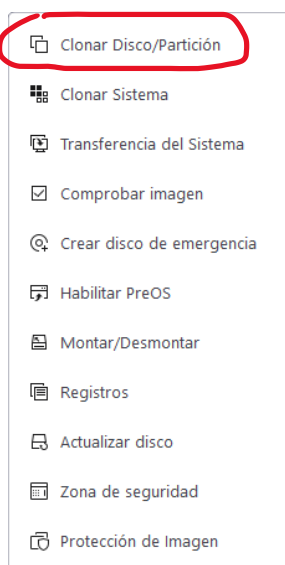 Clonar Disco/Partición
Clonar Sistema
Transferencia del Sistema
Comprobar imagen
Crear disco de emergencia
Habilitar PreOS
Montar/Desmontar
Registros
Actualizar disco
Zona de seguridad
Protección de Imagen